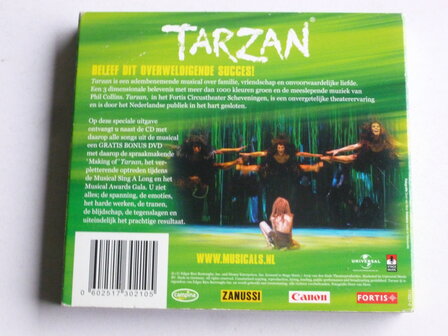 TARZAN®
BELEEF DIT OVERWELDIGENDE SUCCES!
Tarzan is een adembenemende musical over familie, vriendschap en onvoorwaardelijke liefde.
Een 3 dimensionale belevenis met meer dan 1000 kleuren groen en de meeslepende muziek van
Phil Collins. Tarzan, in het Fortis Circustheater Scheveningen, is een onvergetelijke theaterervaring
en is door het Nederlandse publiek in het hart gesloten.
Op deze speciale uitgave
ontvangt u naast de CD met
daarop alle songs uit de musical
een GRATIS BONUS DVD
met daarop de spraakmakende
'Making of' Tarzan, het ver-
pletterende optreden tijdens
de Musical Sing A Long en het
Musical Awards Gala. U ziet
alles; de spanning, de emoties,
het harde werken, de tranen,
de blijdschap, de tegenslagen en
uiteindelijk het prachtige resultaat.
WWW.MUSICALS.NL
UNIVERSAL
0 602517 302105
campina
ZANUSSI
Canon
FORTIS